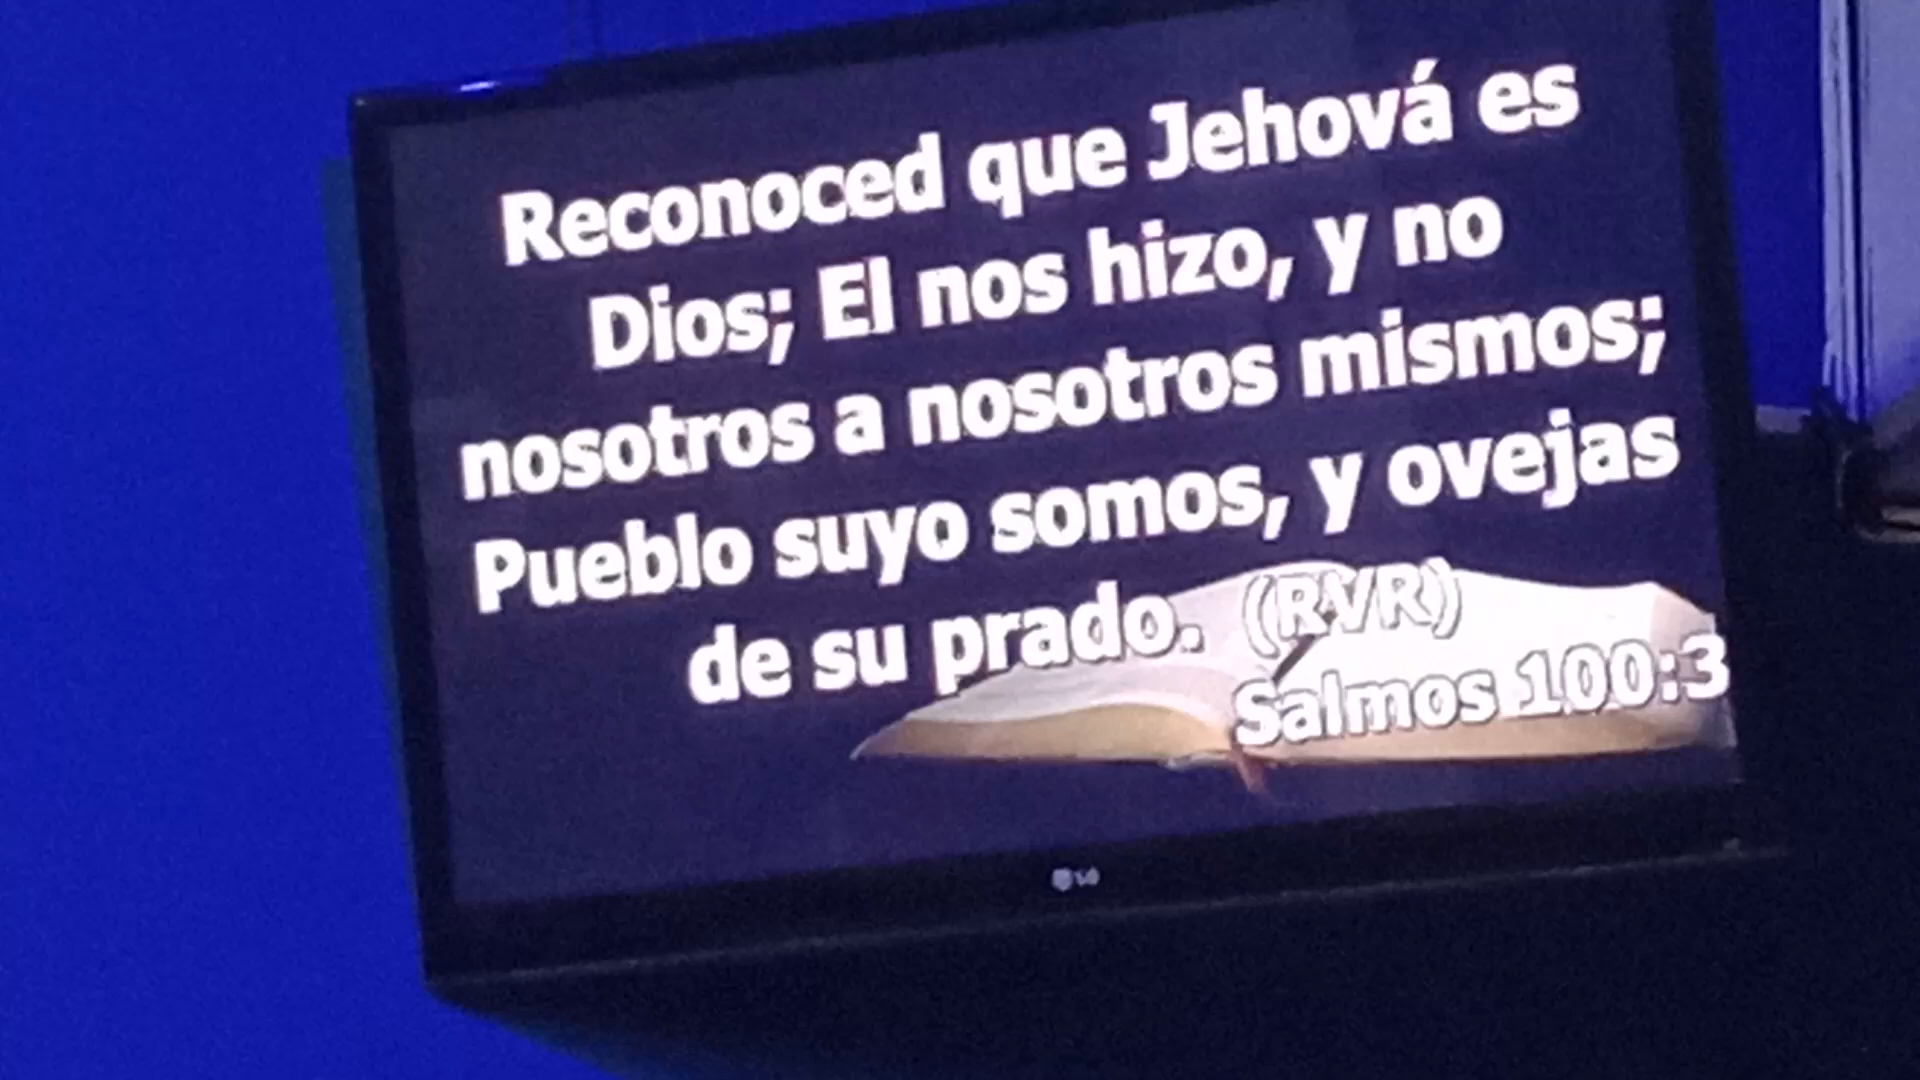 Reconoced que Jehová es
Dios; El nos hizo, y no
nosotros a nosotros mismos;
Pueblo suyo somos, y ovejas
de su prado. (RVR)
Salmos 100:3
LG